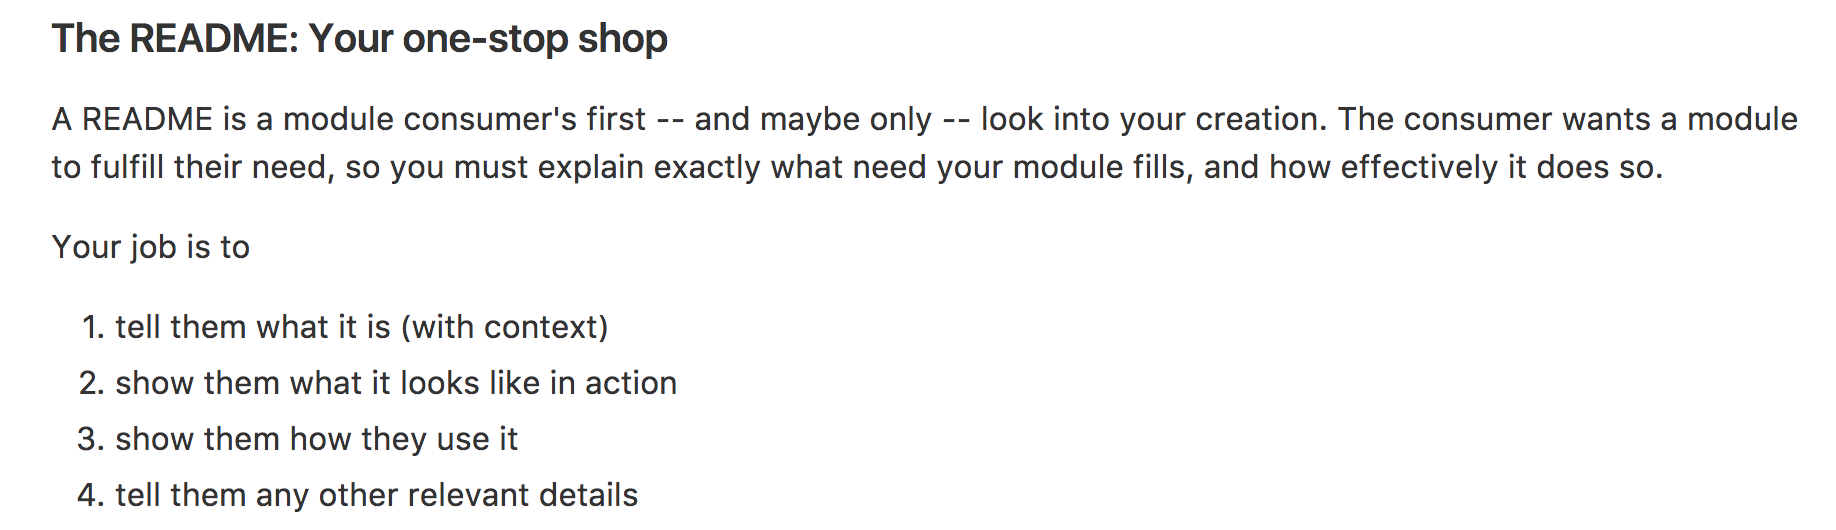 The README: Your one-stop shop
A README is a module consumer's first -- and maybe only -- look into your creation. The consumer wants a module
to fulfill their need, so you must explain exactly what need your module fills, and how effectively it does so.
Your job is to
1. tell them what it is (with context)
2. show them what it looks like in action
3. show them how they use it
4. tell them any other relevant details